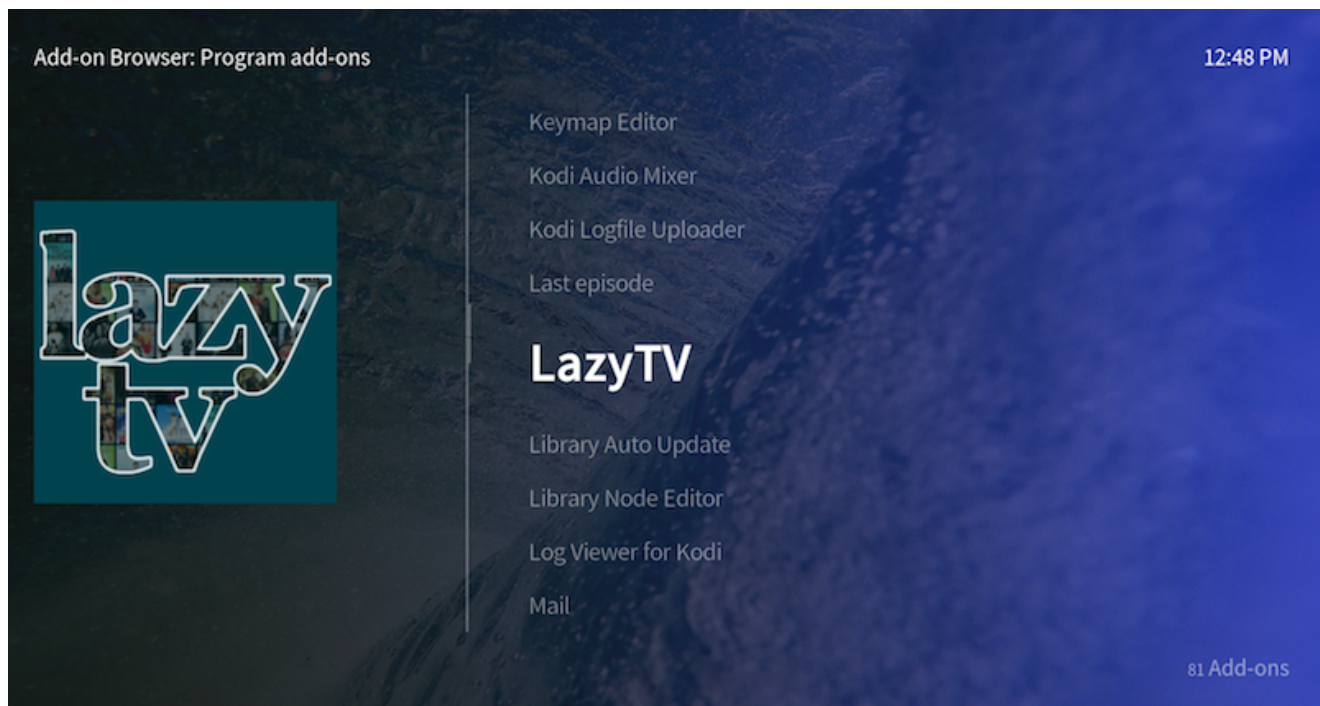 Add-on Browser: Program add-ons
12:48 PM
lazy
tv
Keymap Editor
Kodi Audio Mixer
Kodi Logfile Uploader
Last episode
LazyTV
Library Auto Update
Library Node Editor
Log Viewer for Kodi
Mail
81 Add-ons